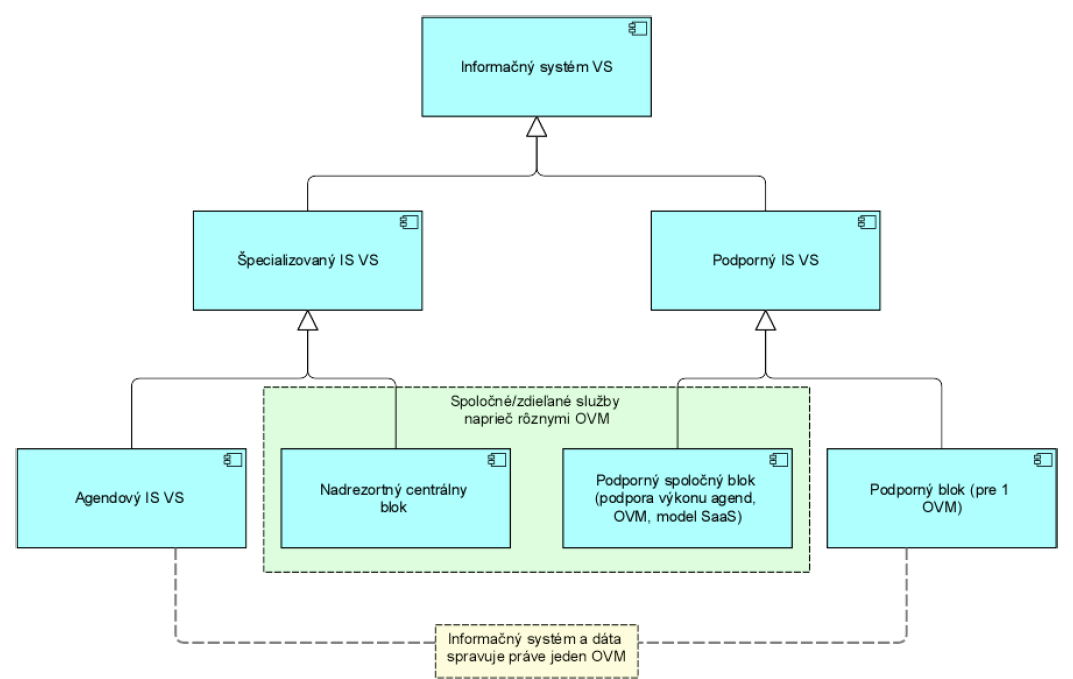 Informačný systém VS
Špecializovaný IS VS
Podporný IS VS
Spoločné/zdieľané služby
naprieč rôznymi OVM
Agendový IS VS
Nadrezortný centrálny
blok
Podporný spoločný blok
(podpora výkonu agend,
OVM, model SaaS)
Podporný blok (pre 1
OVM)
Informačný systém a dáta
spravuje práve jeden OVM